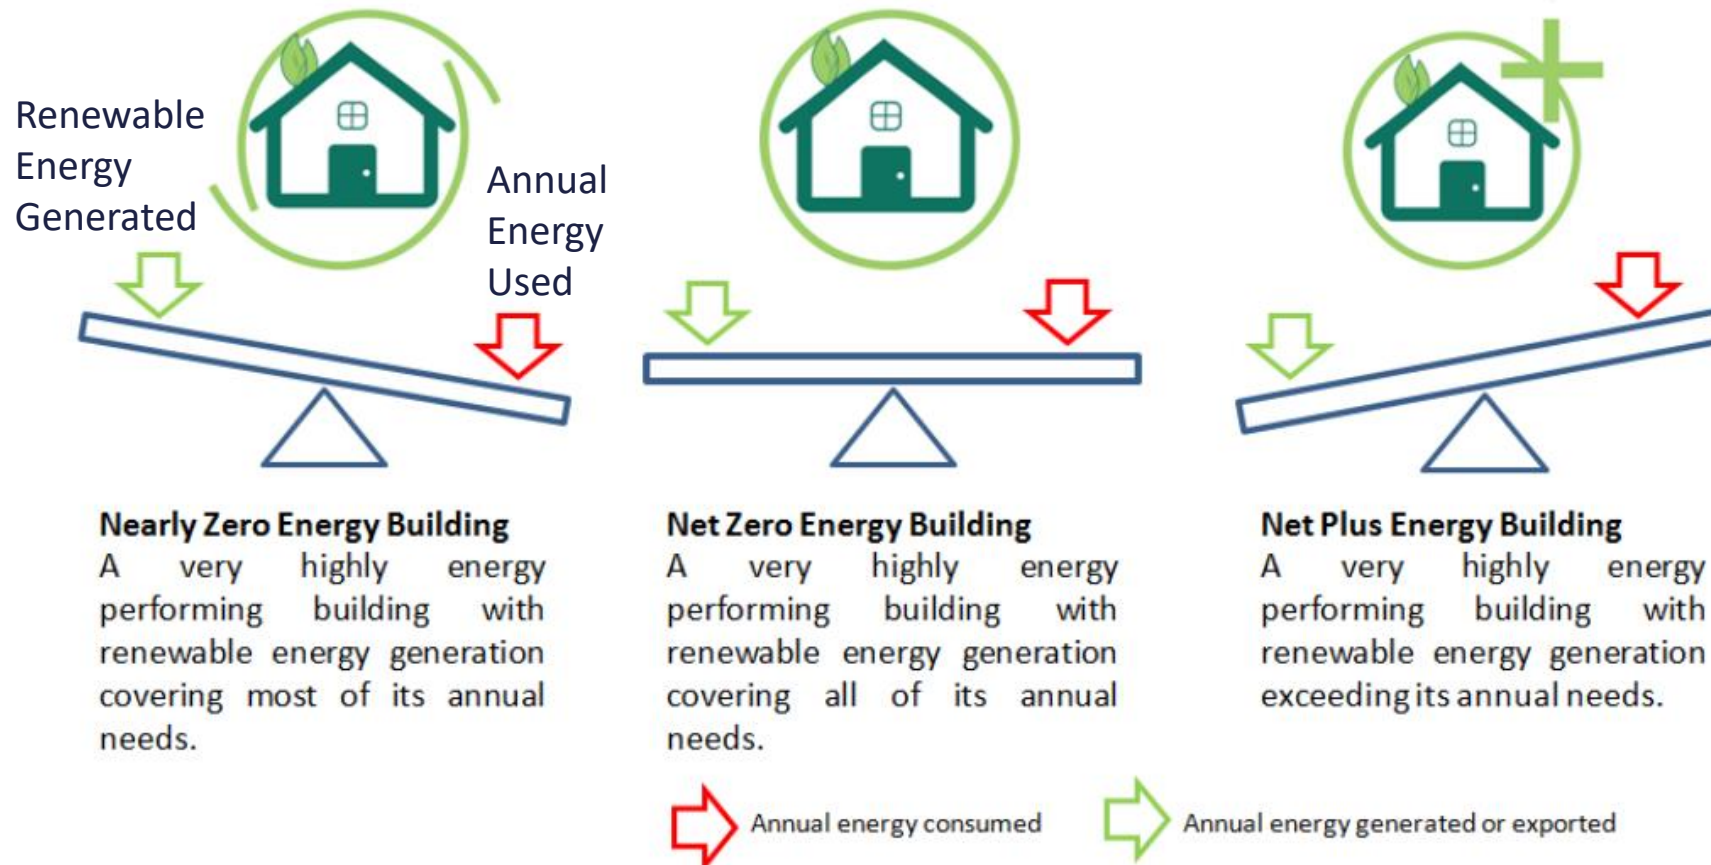 Renewable
Energy
Generated
Annual
Energy
Used
Nearly Zero Energy Building
A very highly energy
performing building with
renewable energy generation
covering most of its annual
needs.
Net Zero Energy Building
A very highly energy
performing building with
renewable energy generation
covering all of its annual
needs.
Net Plus Energy Building
A very highly energy
performing building with
renewable energy generation
exceeding its annual needs.
Annual energy consumed
Annual energy generated or exported